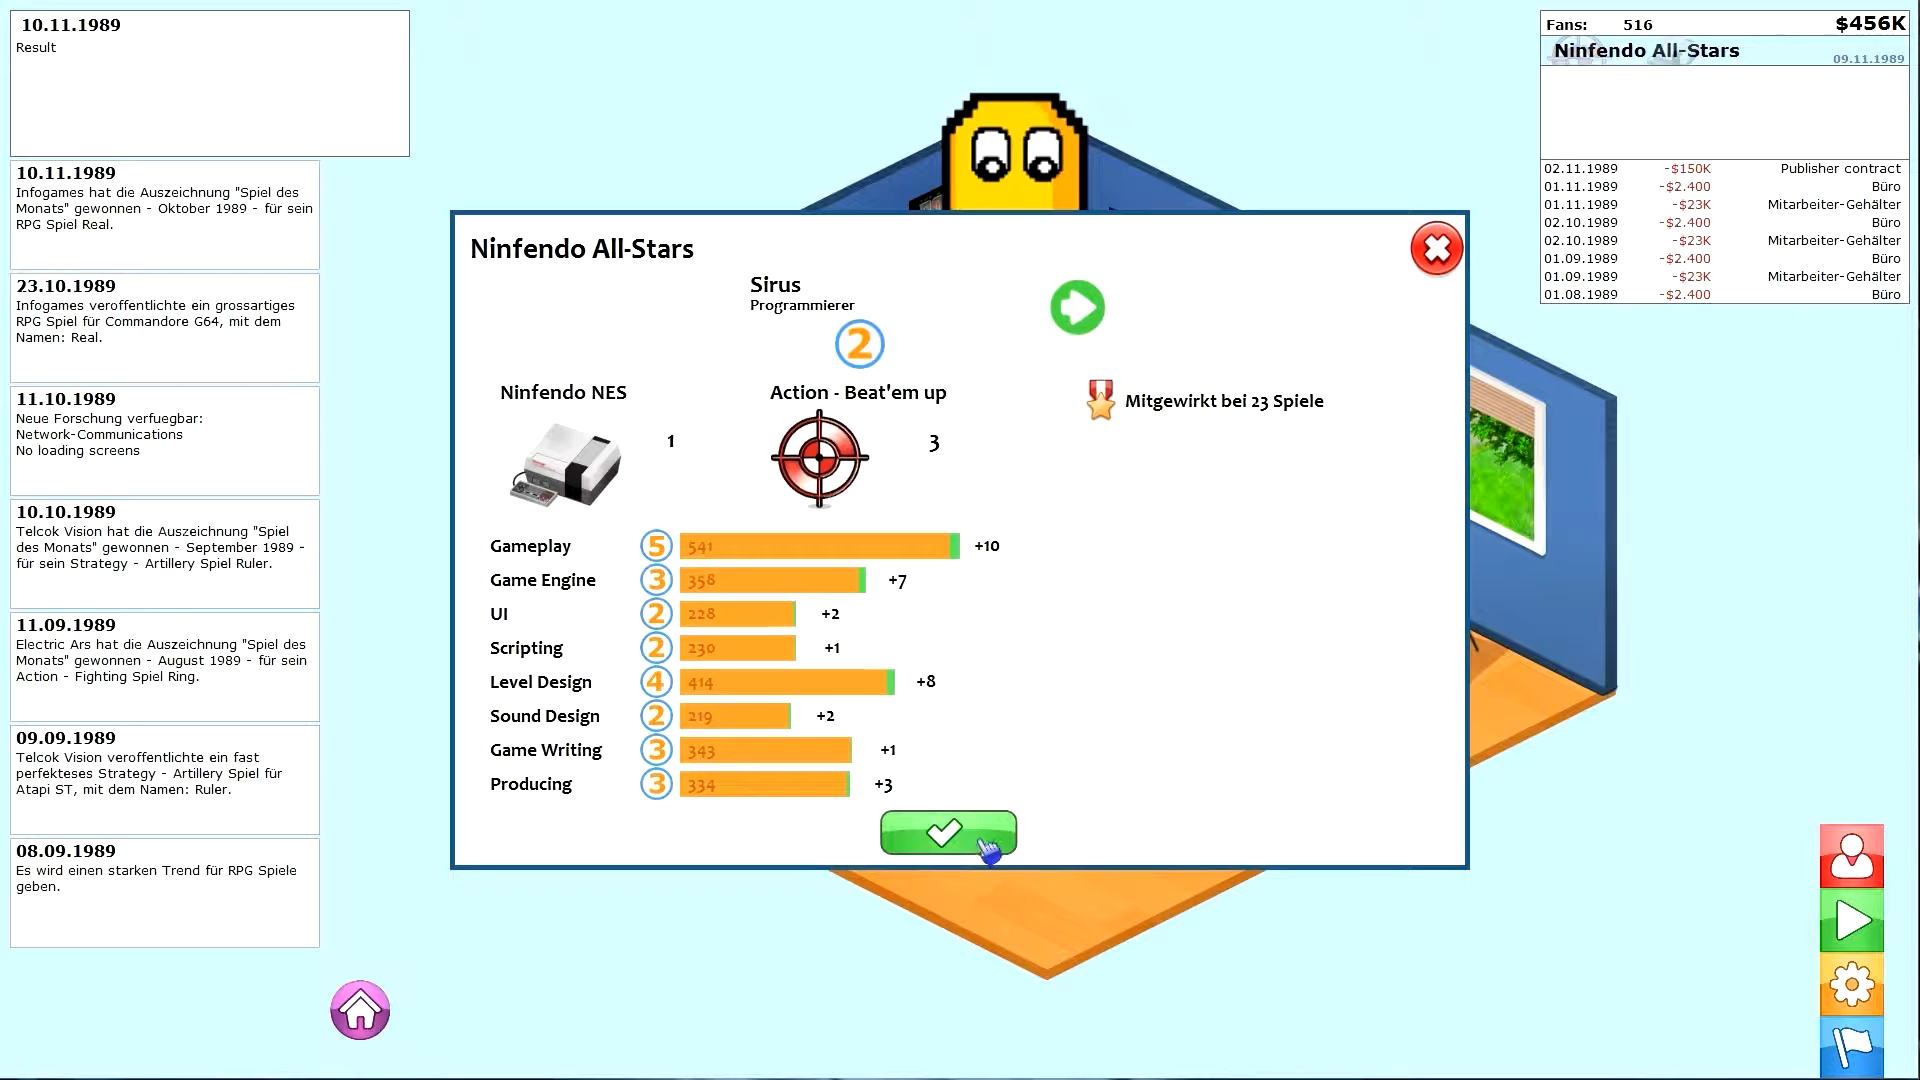 10.11.1989
Result
10.11.1989
Infogames hat die Auszeichnung "Spiel des
Monats" gewonnen - Oktober 1989 - für sein
RPG Spiel Real.
23.10.1989
Infogames veroffentlichte ein grossartiges
RPG Spiel für Commandore G64, mit dem
Namen: Real.
11.10.1989
Neue Forschung verfuegbar:
Network-Communications
No loading screens
10.10.1989
Telcok Vision hat die Auszeichnung "Spiel
des Monats" gewonnen - September 1989 -
für sein Strategy - Artillery Spiel Ruler.
11.09.1989
Electric Ars hat die Auszeichnung "Spiel des
Monats" gewonnen - August 1989 - für sein
Action - Fighting Spiel Ring.
09.09.1989
Telcok Vision veroffentlichte ein fast
perfekteses Strategy - Artillery Spiel für
Atapi ST, mit dem Namen: Ruler.
08.09.1989
Es wird einen starken Trend für RPG Spiele
geben.
Ninfendo All-Stars
Sirus
Programmierer
2
Ninfendo NES
1
Action - Beat'em up
3
Mitgewirkt bei 23 Spiele
Gameplay 5 541 +10
Game Engine 3 358 +7
UI 2 228 +2
Scripting 2 230 +1
Level Design 4 414 +8
Sound Design 2 219 +2
Game Writing 3 343 +1
Producing 3 334 +3
Fans: 516 $456K
Ninfendo All-Stars
09.11.1989
02.11.1989 -$150K Publisher contract
01.11.1989 -$2.400 Büro
01.11.1989 -$23K Mitarbeiter-Gehälter
02.10.1989 -$2.400 Büro
02.10.1989 -$23K Mitarbeiter-Gehälter
01.09.1989 -$2.400 Büro
01.09.1989 -$23K Mitarbeiter-Gehälter
01.08.1989 -$2.400 Büro